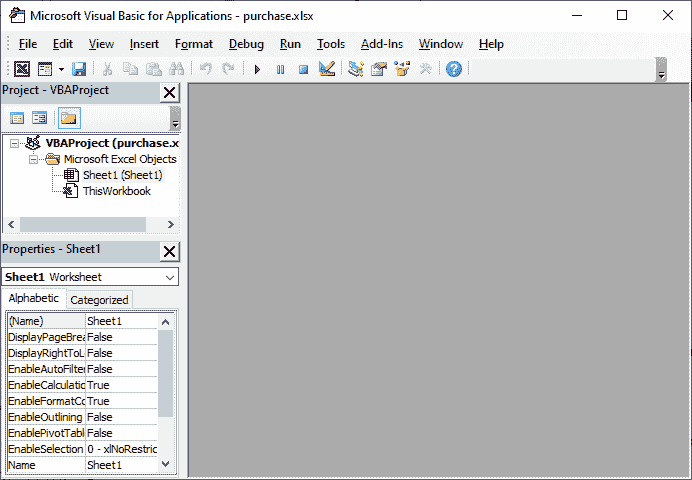 Microsoft Visual Basic for Applications - purchase.xlsx
File Edit View Insert Format Debug Run Tools Add-Ins Window Help
Project - VBAProject
VBAProject (purchase.x
Microsoft Excel Objects
Sheet1 (Sheet1)
ThisWorkbook
Properties - Sheet1
Sheet1 Worksheet
Alphabetic Categorized
(Name) Sheet1
DisplayPageBrea False
DisplayRightToL False
EnableAutoFilter False
EnableCalculatio True
EnableFormatCo True
EnableOutlining False
EnablePivotTabl False
EnableSelection 0 - xlNoRestric
Name Sheet1